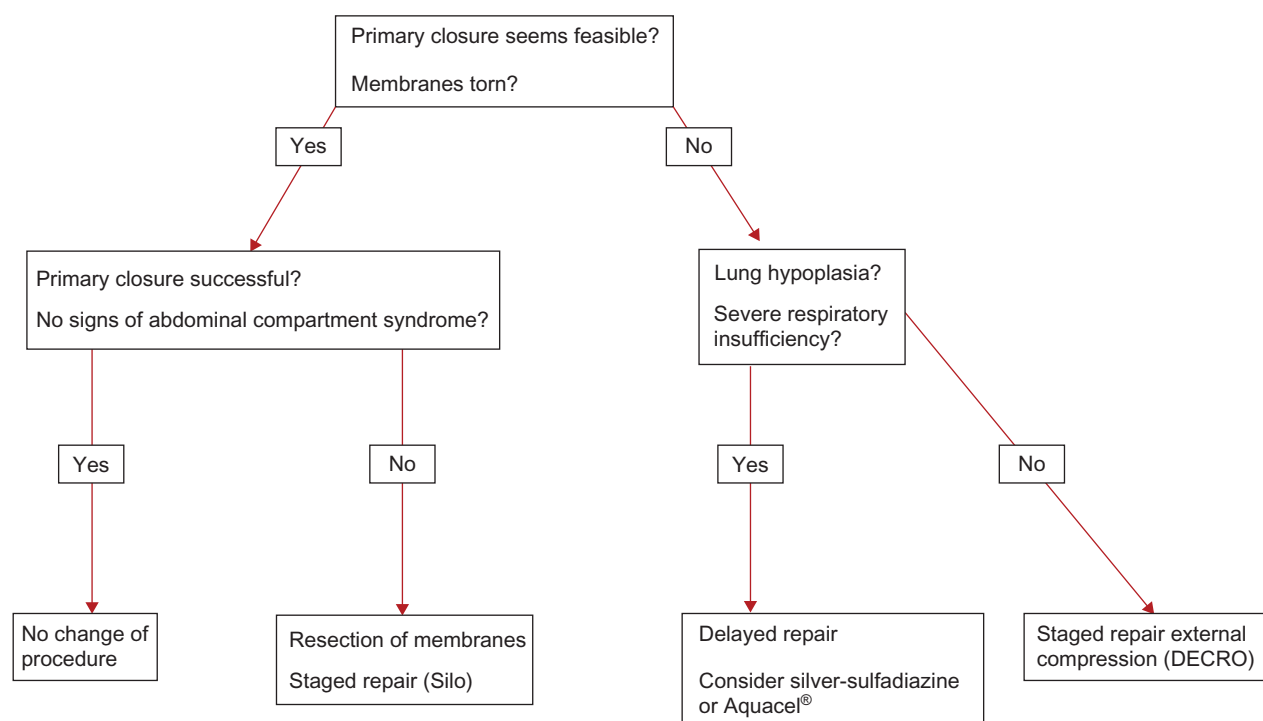 Primary closure seems feasible?
Membranes torn?
Yes
No
Primary closure successful?
No signs of abdominal compartment syndrome?
Lung hypoplasia?
Severe respiratory
insufficiency?
Yes
No
Yes
No
No change of
procedure
Resection of membranes
Staged repair (Silo)
Delayed repair
Consider silver-sulfadiazine
or Aquacel®
Staged repair external
compression (DECRO)